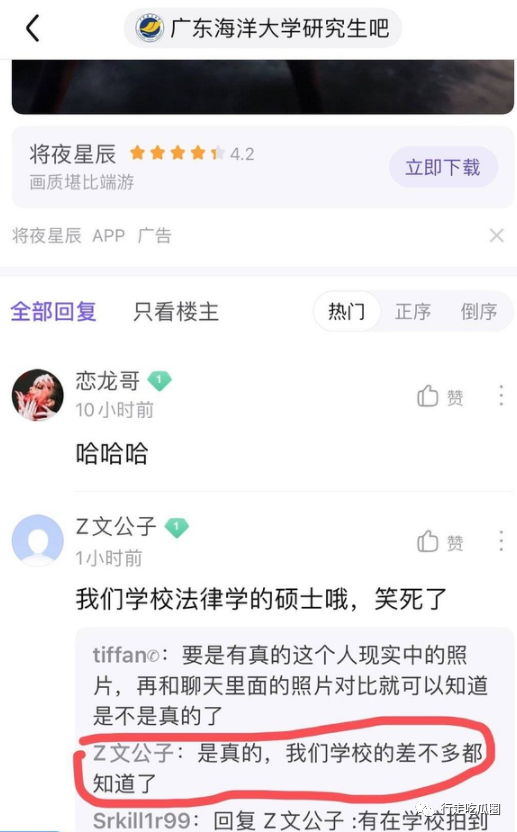 广东海洋大学研究生吧
将夜星辰 4.2
画质堪比端游
立即下载
将夜星辰 APP 广告
全部回复 只看楼主 热门 正序 倒序
恋龙哥 1
10小时前
赞
哈哈哈
Z文公子 1
1小时前
赞
我们学校法律学的硕士哦，笑死了
tiffan✆：要是有真的这个人现实中的照
片，再和聊天里面的照片对比就可以知道
是不是真的了
Z文公子：是真的，我们学校的差不多都
知道了
Srkill1r99：回复 Z文公子 :有在学校拍到
行走吃瓜圈